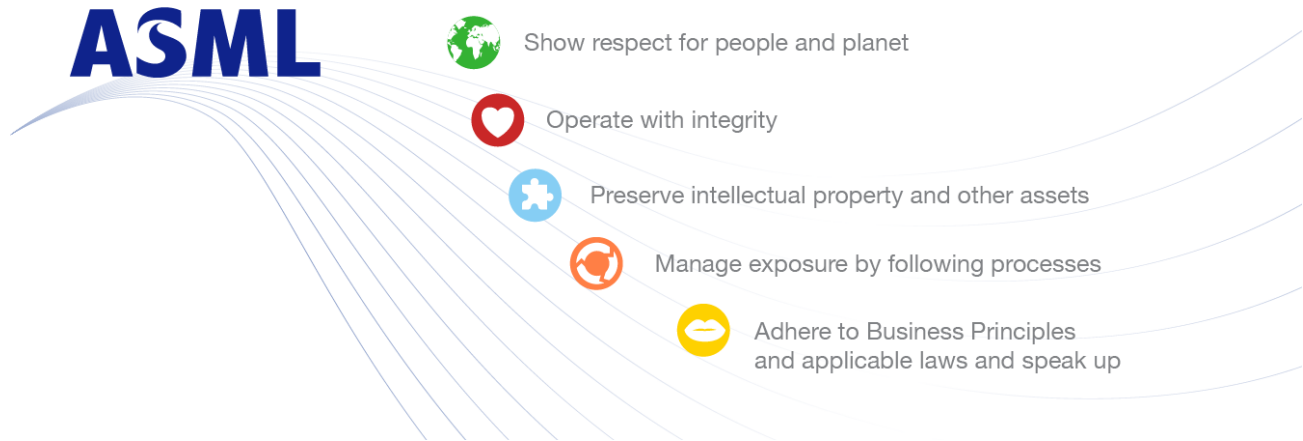 ASML
Show respect for people and planet
Operate with integrity
Preserve intellectual property and other assets
Manage exposure by following processes
Adhere to Business Principles
and applicable laws and speak up